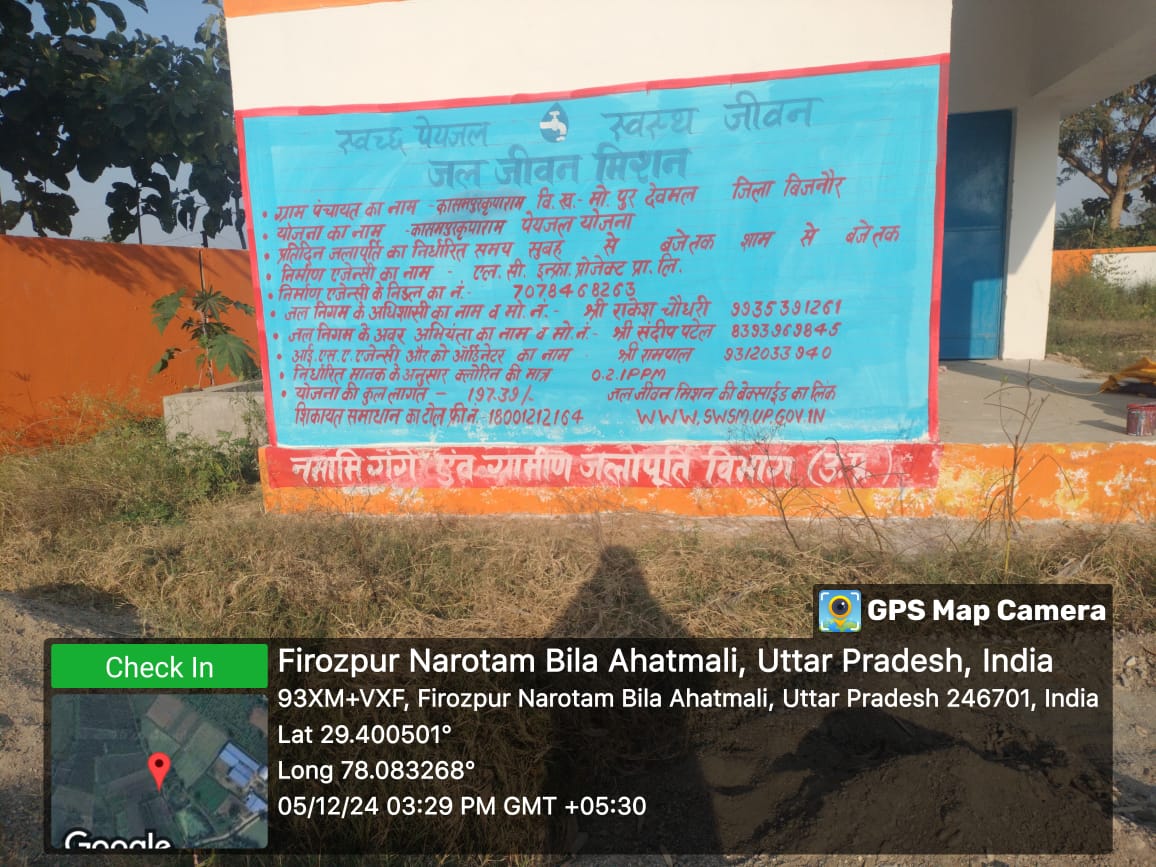 स्वच्छ पेयजल स्वस्थ जीवन
जल जीवन मिशन
• ग्राम पंचायत का नाम - कासमपुरकृपाराम वि.ख.- मो. पुर देवमल जिला बिजनौर
• योजना का नाम - कासमपुरकृपाराम पेयजल योजना
• प्रतिदिन जलापूर्ति का निर्धारित समय सुबह से बजे तक शाम से बजे तक
• निर्माण एजेन्सी का नाम - एल. सी. इन्फ्रा प्रोजेक्ट प्रा. लि.
• निर्माण एजेन्सी के निडल का नं.- 7078468263
• जल निगम के अधिशासी का नाम व मो. नं.- श्री राकेश चौधरी 9935391261
• जल निगम के अवर अभियंता का नाम व मो. नं.- श्री संदीप पटेल 8393969845
• आई.एस.ए. एजेन्सी और को ऑर्डिनेटर का नाम श्री रामपाल 9312033940
• निर्धारित मानक के अनुसार क्लोरिन की मात्र 0.2.1PPM
• योजना की कुल लागत - 197.39/- जल जीवन मिशन की बेक्साईड का लिंक
शिकायत समाधान का टोल फ्री नं.-18001212164 WWW.SWSM.UP.GOV.IN
नमामि गंगे एंव ग्रामीण जलापूर्ति विभाग (उ.प्र.)
GPS Map Camera
Check In
Firozpur Narotam Bila Ahatmali, Uttar Pradesh, India
93XM+VXF, Firozpur Narotam Bila Ahatmali, Uttar Pradesh 246701, India
Lat 29.400501°
Long 78.083268°
05/12/24 03:29 PM GMT +05:30
Google